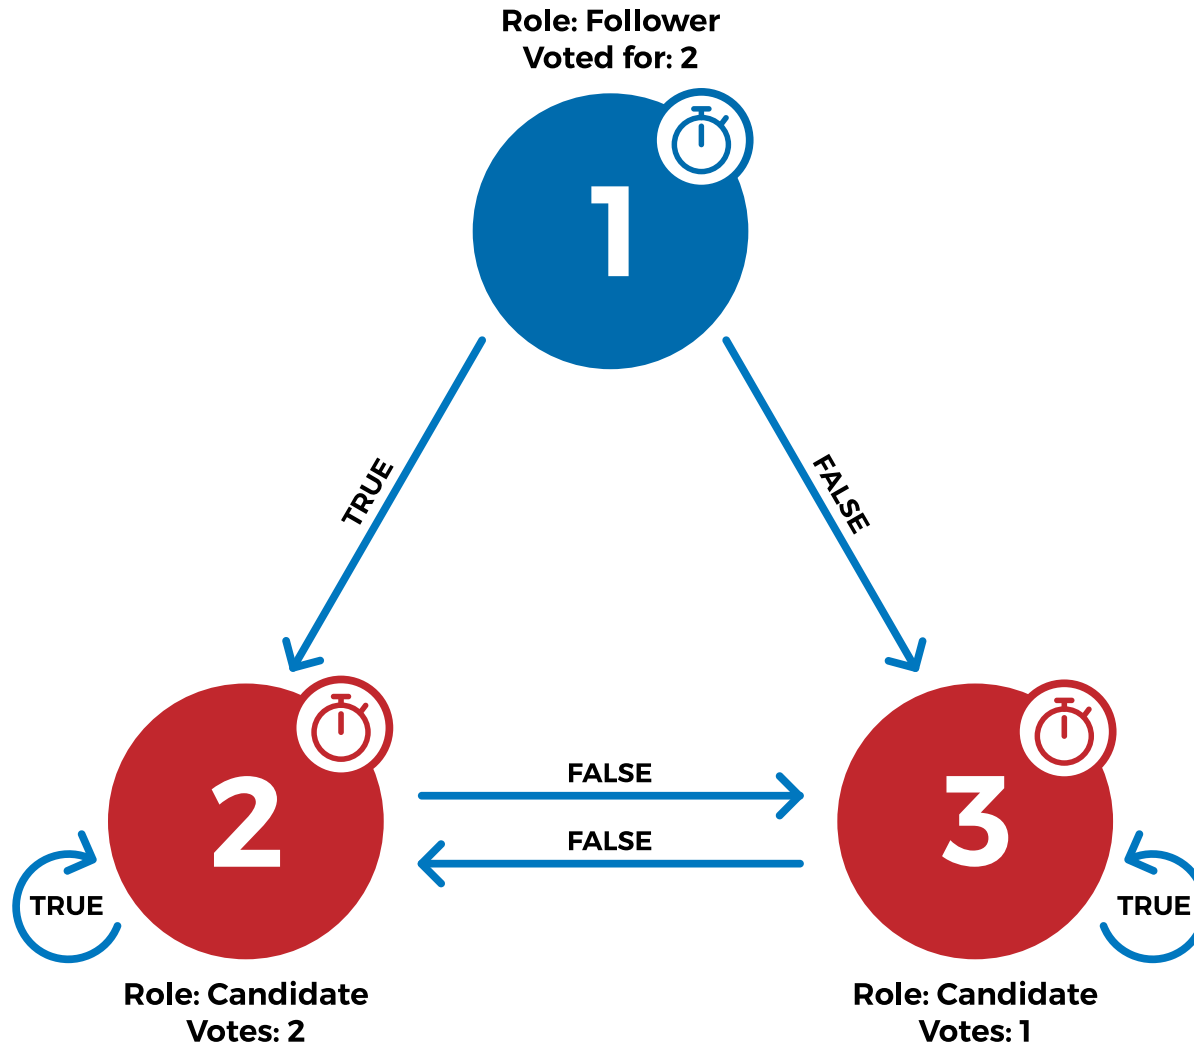 Role: Follower
Voted for: 2
1
TRUE
FALSE
2
FALSE
FALSE
3
TRUE
TRUE
Role: Candidate
Votes: 2
Role: Candidate
Votes: 1